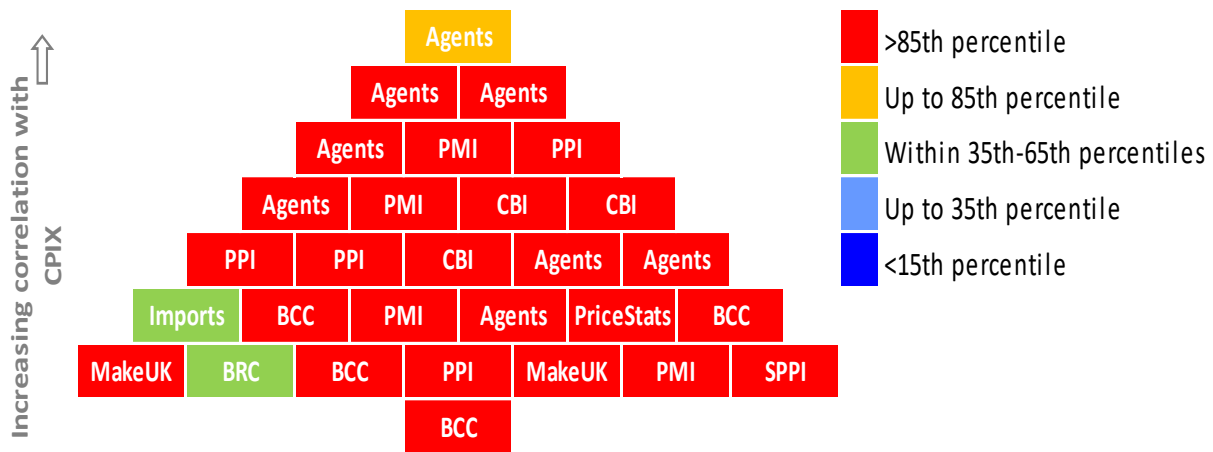 Increasing correlation with
CPIX
Agents
Agents Agents
Agents PMI PPI
Agents PMI CBI CBI
PPI PPI CBI Agents Agents
Imports BCC PMI Agents PriceStats BCC
MakeUK BRC BCC PPI MakeUK PMI SPPI
BCC
>85th percentile
Up to 85th percentile
Within 35th-65th percentiles
Up to 35th percentile
<15th percentile